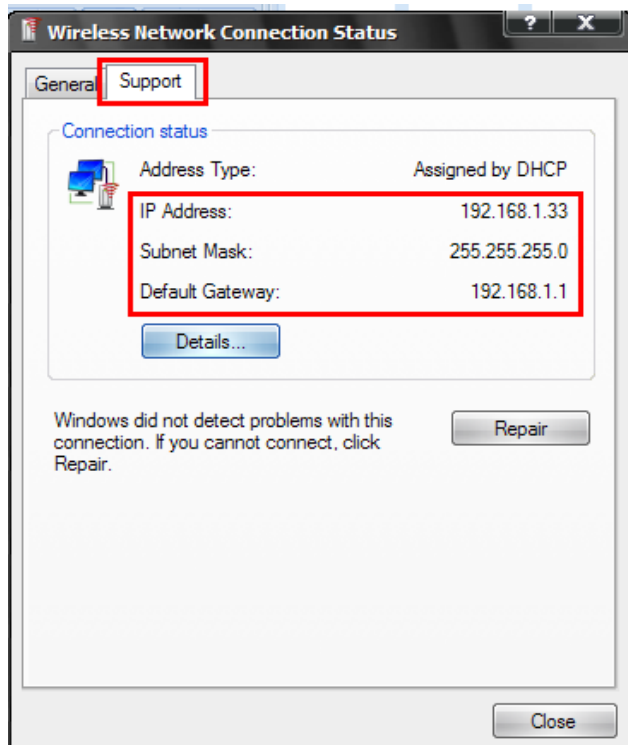 Wireless Network Connection Status
? X
General Support
Connection status
Address Type: Assigned by DHCP
IP Address: 192.168.1.33
Subnet Mask: 255.255.255.0
Default Gateway: 192.168.1.1
Details...
Windows did not detect problems with this
connection. If you cannot connect, click
Repair.
Repair
Close